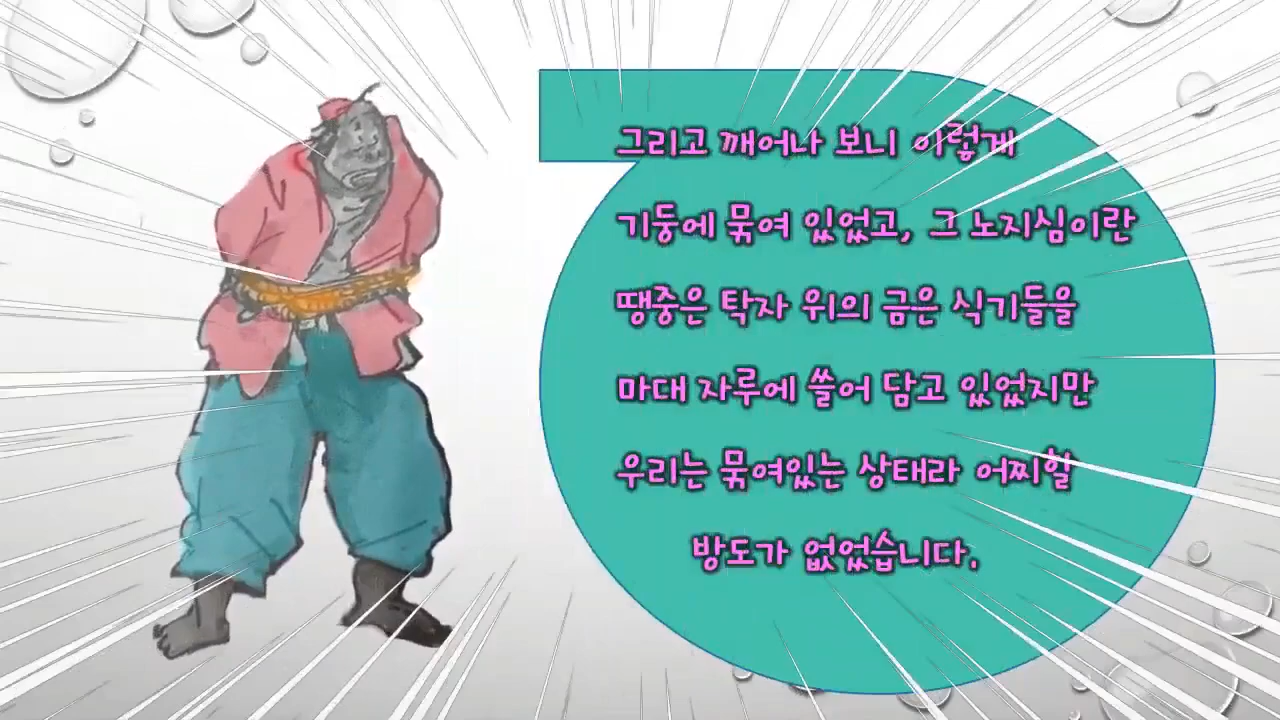 그리고 깨어나 보니 이렇게
기둥에 묶여 있었고, 그 노지심이란
땡중은 탁자 위의 금은 식기들을
마대 자루에 쓸어 담고 있었지만
우리는 묶여있는 상태라 어찌할
방도가 없었습니다.